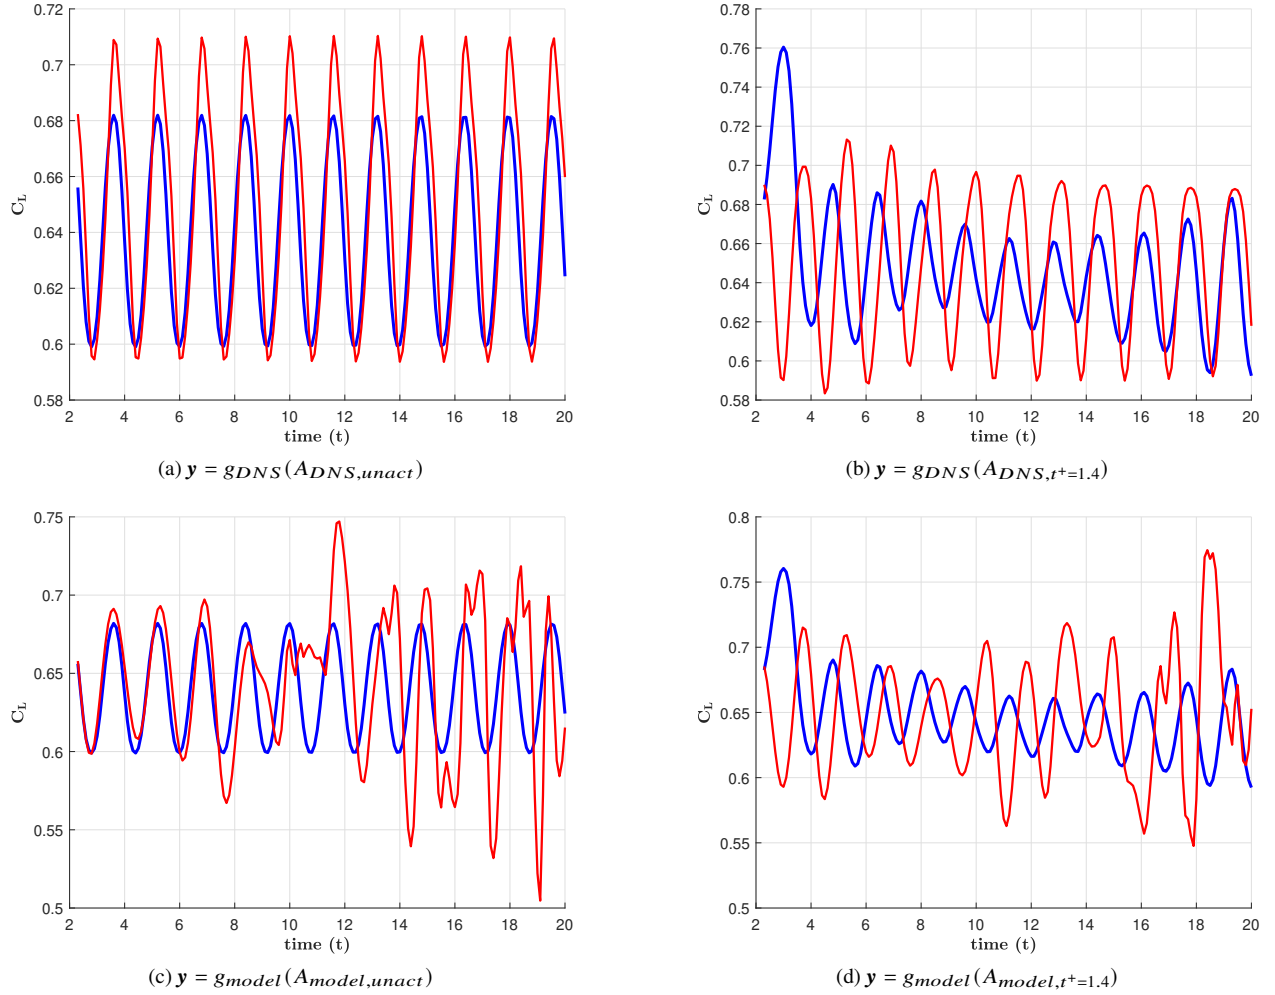 0.72
0.7
0.68
0.66
0.64
0.62
0.6
0.58
C_L
2 4 6 8 10 12 14 16 18 20
time (t)
(a) y = g_DNS(A_DNS,unact)
0.78
0.76
0.74
0.72
0.7
0.68
0.66
0.64
0.62
0.6
0.58
C_L
2 4 6 8 10 12 14 16 18 20
time (t)
(b) y = g_DNS(A_DNS,t⁺=1.4)
0.75
0.7
0.65
0.6
0.55
0.5
C_L
2 4 6 8 10 12 14 16 18 20
time (t)
(c) y = g_model(A_model,unact)
0.8
0.75
0.7
0.65
0.6
0.55
0.5
C_L
2 4 6 8 10 12 14 16 18 20
time (t)
(d) y = g_model(A_model,t⁺=1.4)